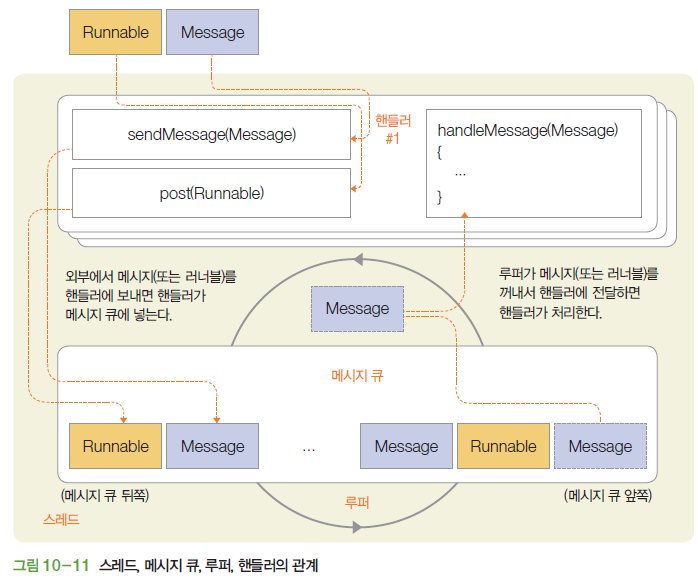 Runnable
Message
sendMessage(Message)
post(Runnable)
핸들러
#1
handleMessage(Message)
{
...
}
외부에서 메시지(또는 러너블)를
핸들러에 보내면 핸들러가
메시지 큐에 넣는다.
Message
루퍼가 메시지(또는 러너블)를
꺼내서 핸들러에 전달하면
핸들러가 처리한다.
메시지 큐
Runnable
Message
...
Message
Runnable
Message
(메시지 큐 뒤쪽)
루퍼
(메시지 큐 앞쪽)
스레드
그림 10-11 스레드, 메시지 큐, 루퍼, 핸들러의 관계